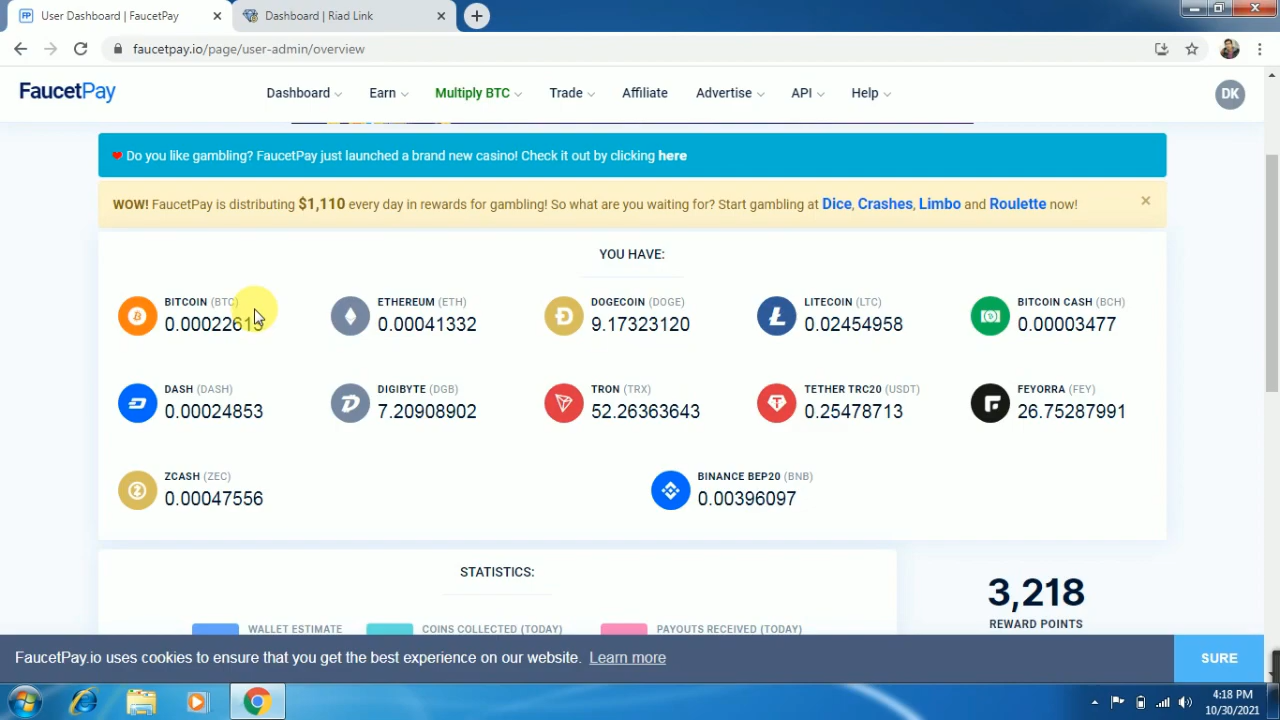 User Dashboard | FaucetPay
Dashboard | Riad Link
faucetpay.io/page/user-admin/overview
FaucetPay
Dashboard Earn Multiply BTC Trade Affiliate Advertise API Help DK
Do you like gambling? FaucetPay just launched a brand new casino! Check it out by clicking here
WOW! FaucetPay is distributing $1,110 every day in rewards for gambling! So what are you waiting for? Start gambling at Dice, Crashes, Limbo and Roulette now!
YOU HAVE:
BITCOIN (BTC)
0.00022615
ETHEREUM (ETH)
0.00041332
DOGECOIN (DOGE)
9.17323120
LITECOIN (LTC)
0.02454958
BITCOIN CASH (BCH)
0.00003477
DASH (DASH)
0.00024853
DIGIBYTE (DGB)
7.20908902
TRON (TRX)
52.26363643
TETHER TRC20 (USDT)
0.25478713
FEYORRA (FEY)
26.75287991
ZCASH (ZEC)
0.00047556
BINANCE BEP20 (BNB)
0.00396097
STATISTICS:
WALLET ESTIMATE COINS COLLECTED (TODAY) PAYOUTS RECEIVED (TODAY)
3,218
REWARD POINTS
FaucetPay.io uses cookies to ensure that you get the best experience on our website. Learn more
SURE
4:18 PM
10/30/2021